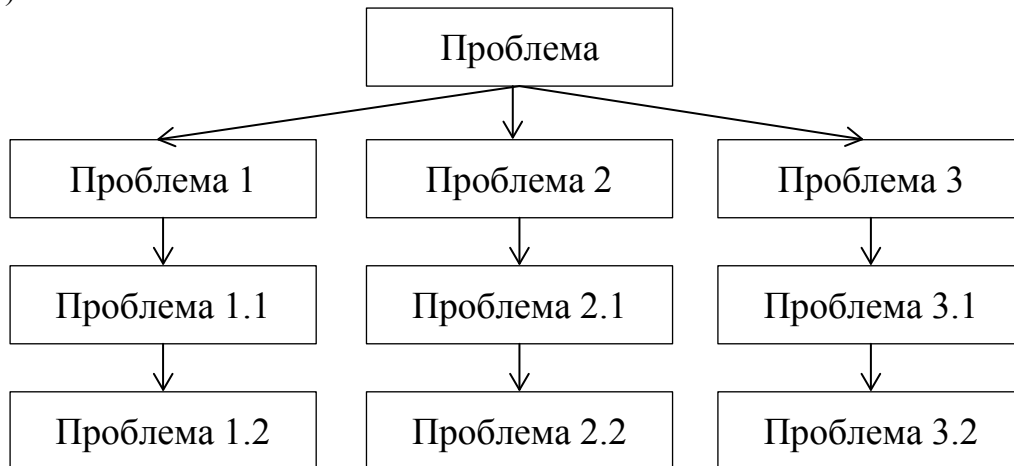 )
Проблема
Проблема 1
Проблема 2
Проблема 3
Проблема 1.1
Проблема 2.1
Проблема 3.1
Проблема 1.2
Проблема 2.2
Проблема 3.2